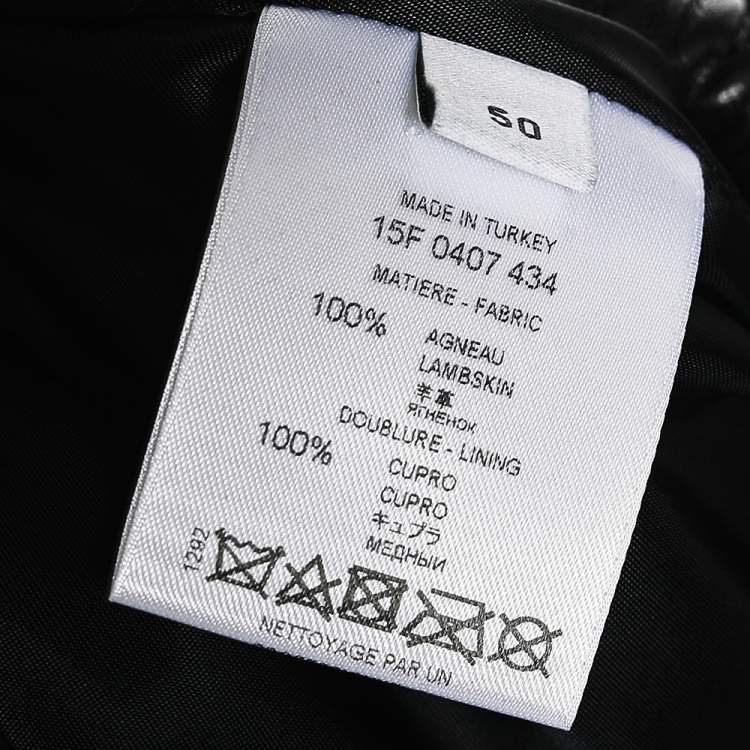 50
MADE IN TURKEY
15F 0407 434
MATIERE - FABRIC
100% AGNEAU
LAMBSKIN
羊革
ЯГНЕНОК
DOUBLURE - LINING
100% CUPRO
CUPRO
キュプラ
МЕДНЫЙ
1292
NETTOYAGE PAR UN